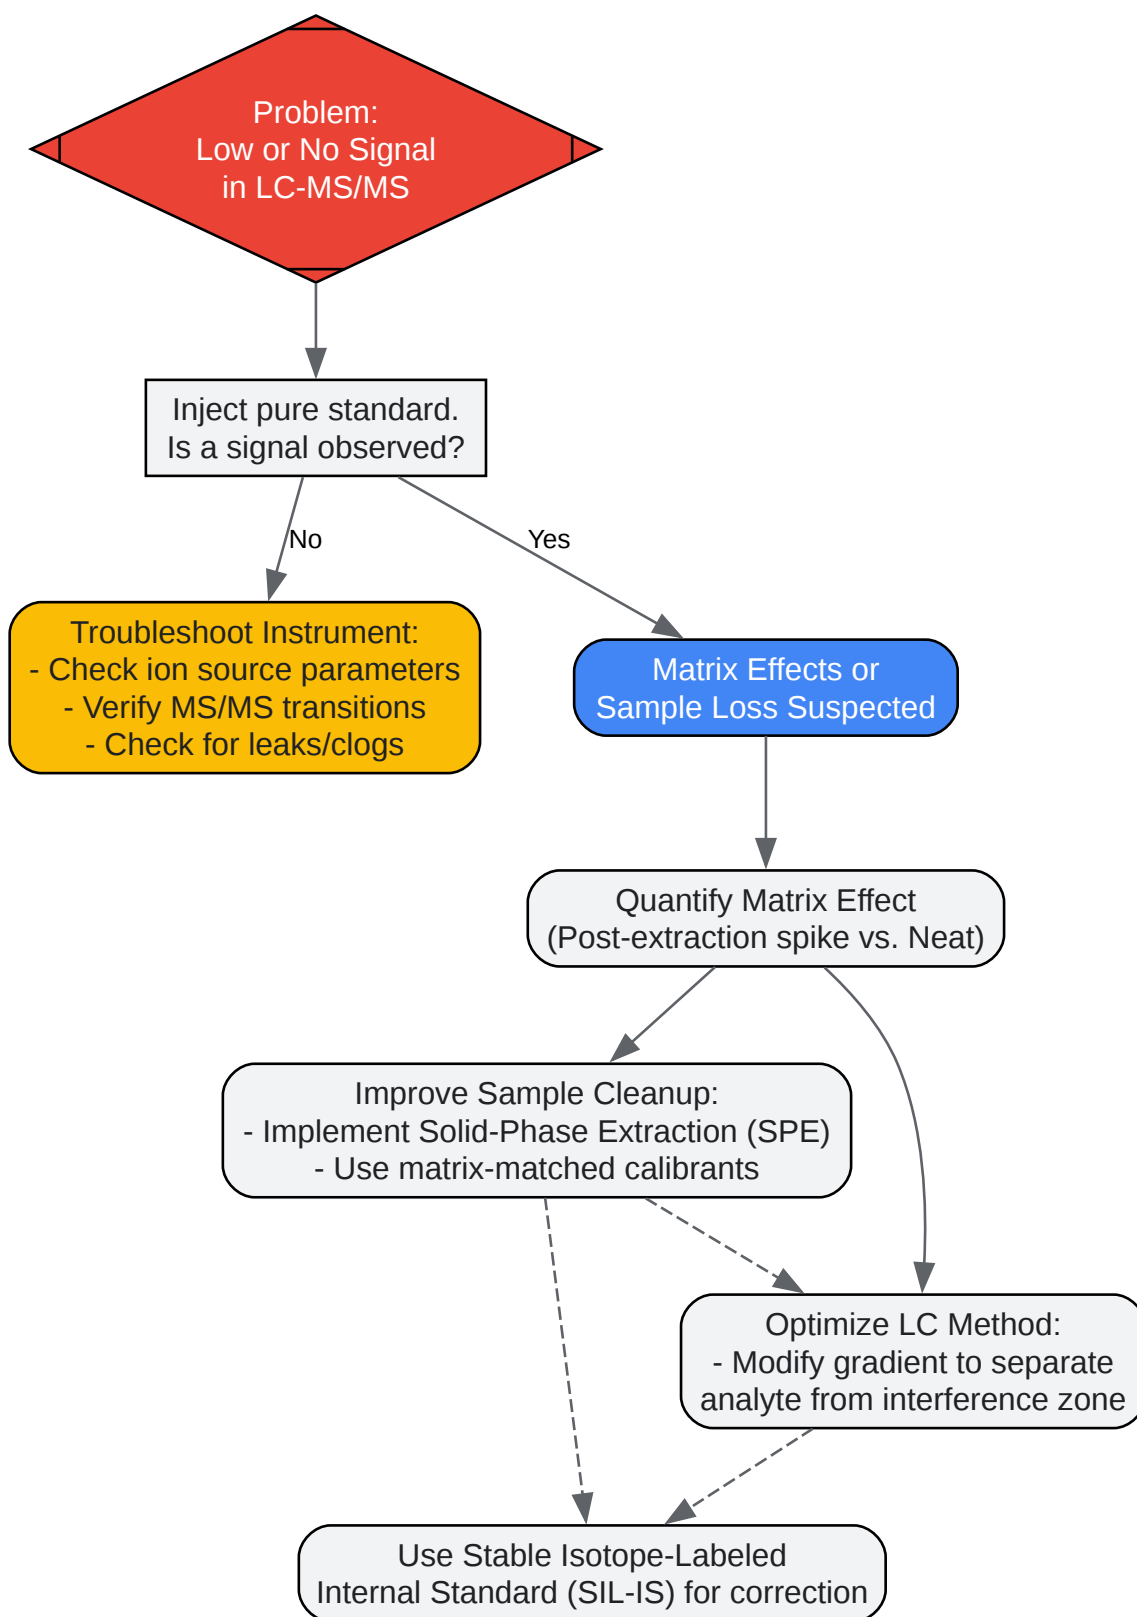 Problem:
Low or No Signal
in LC-MS/MS
Inject pure standard.
Is a signal observed?
No
Yes
Troubleshoot Instrument:
- Check ion source parameters
- Verify MS/MS transitions
- Check for leaks/clogs
Matrix Effects or
Sample Loss Suspected
Quantify Matrix Effect
(Post-extraction spike vs. Neat)
Improve Sample Cleanup:
- Implement Solid-Phase Extraction (SPE)
- Use matrix-matched calibrants
Optimize LC Method:
- Modify gradient to separate
analyte from interference zone
Use Stable Isotope-Labeled
Internal Standard (SIL-IS) for correction